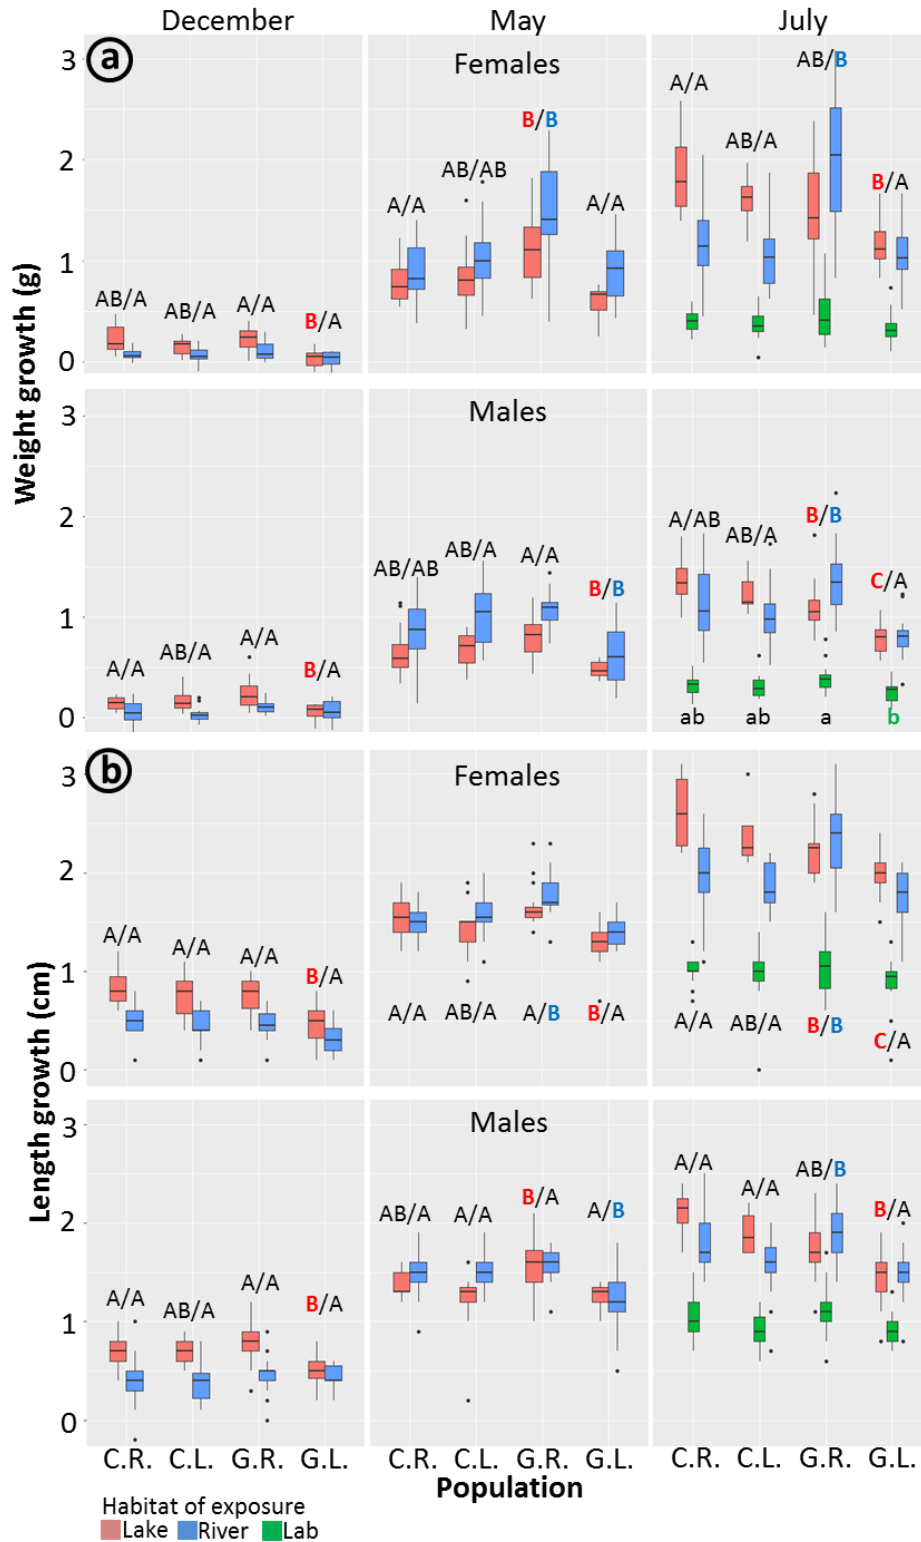 December May July
a
Females
3
2
1
0
AB/A AB/A A/A B/A
A/A AB/AB B/B A/A
A/A AB/A AB/B B/A
Weight growth (g)
Males
3
2
1
0
A/A AB/A A/A B/A
AB/AB AB/A A/A B/B
A/AB AB/A B/B C/A
ab ab a b
b
Females
3
2
1
0
A/A A/A A/A B/A
A/A AB/A A/B B/A
A/A AB/A B/B C/A
Length growth (cm)
Males
3
2
1
0
A/A AB/A A/A B/A
AB/A A/A B/A A/B
A/A A/A AB/B B/A
C.R. C.L. G.R. G.L. C.R. C.L. G.R. G.L. C.R. C.L. G.R. G.L.
Population
Habitat of exposure
Lake River Lab